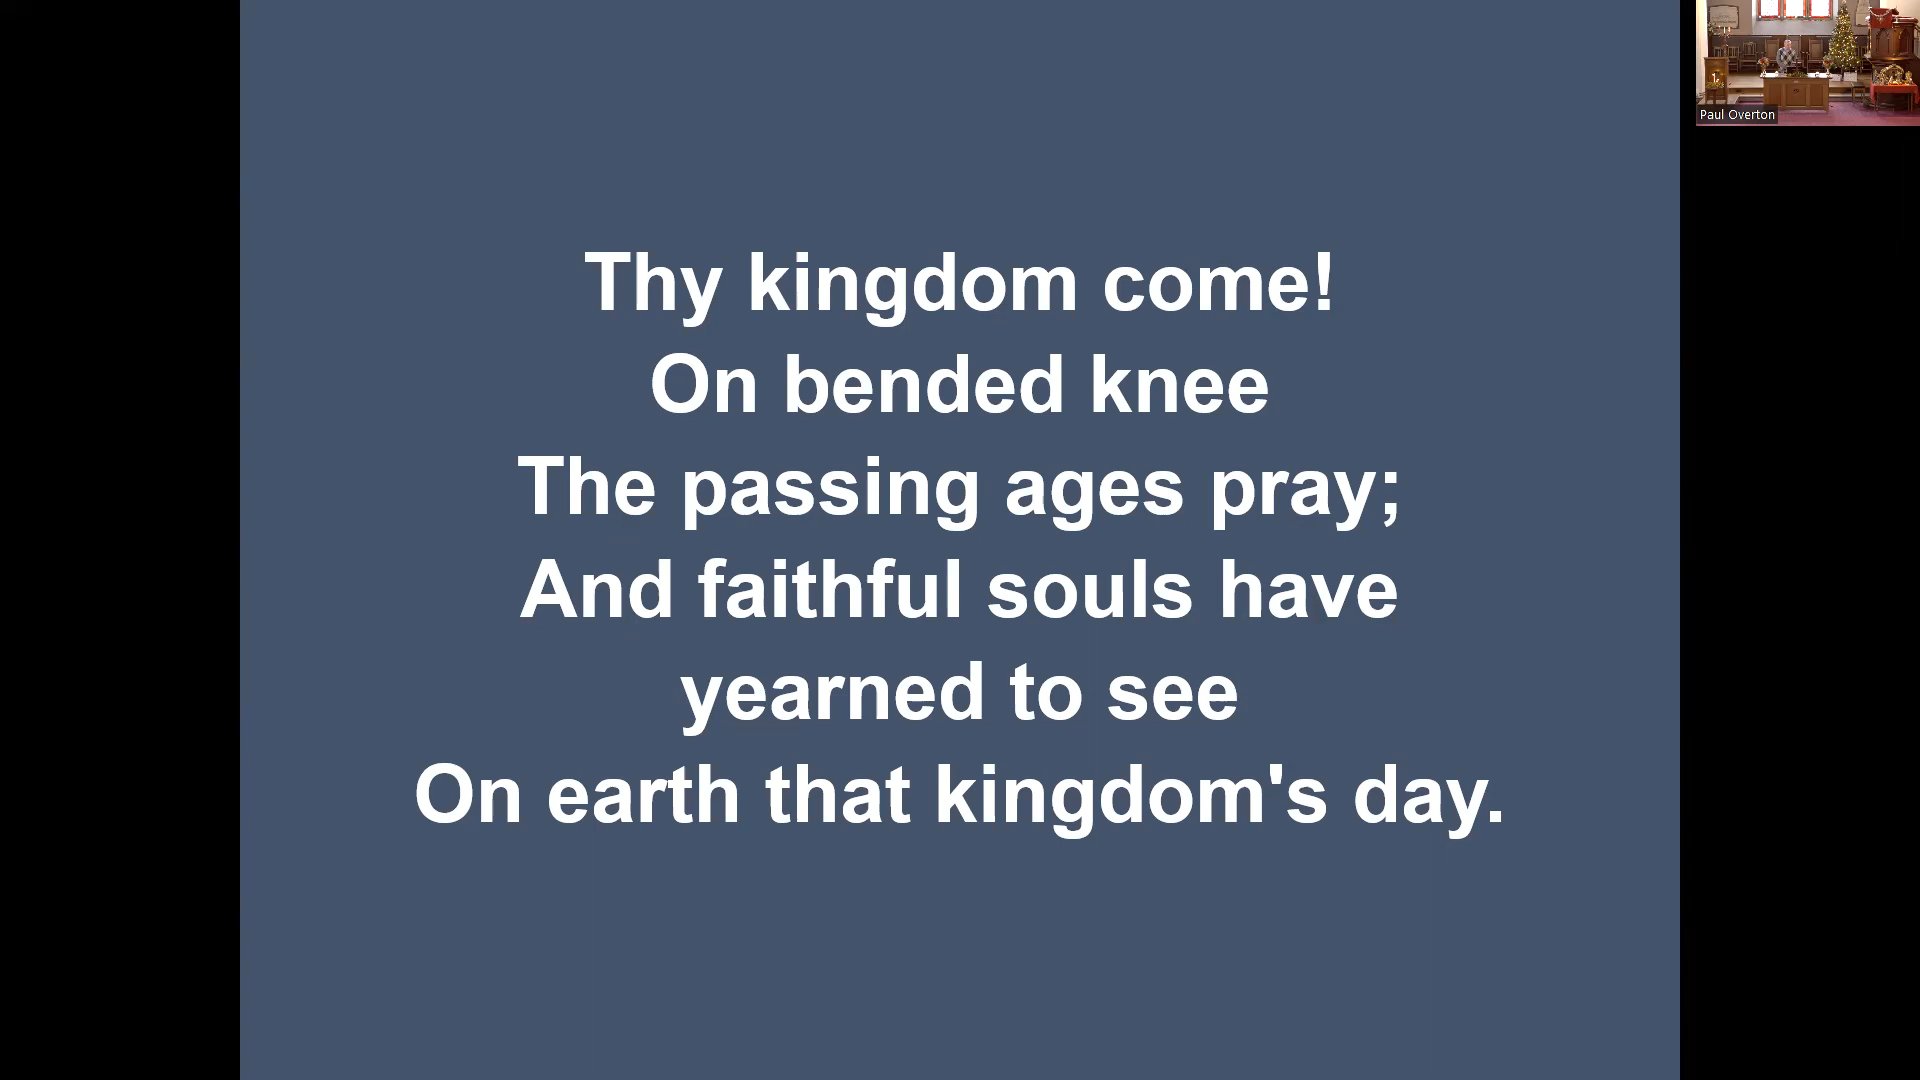 Thy kingdom come!
On bended knee
The passing ages pray;
And faithful souls have
yearned to see
On earth that kingdom's day.
Paul Overton